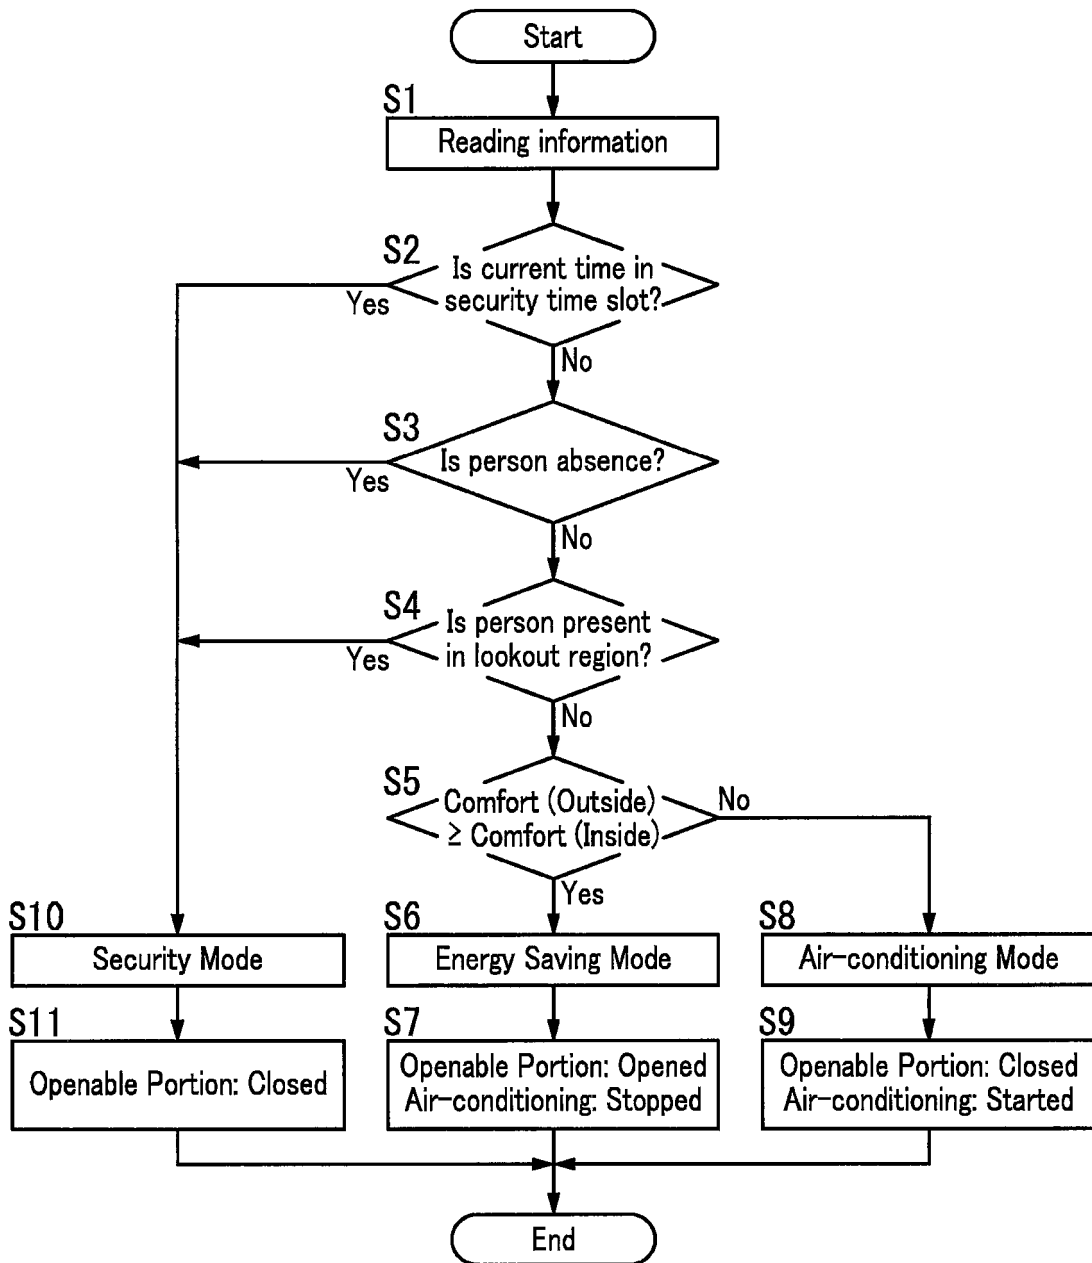 Start
S1
Reading information
S2
Is current time in
security time slot?
Yes
No
S3
Is person absence?
Yes
No
S4
Is person present
in lookout region?
Yes
No
S5
Comfort (Outside)
≥ Comfort (Inside)
No
Yes
S10
Security Mode
S6
Energy Saving Mode
S8
Air-conditioning Mode
S11
Openable Portion: Closed
S7
Openable Portion: Opened
Air-conditioning: Stopped
S9
Openable Portion: Closed
Air-conditioning: Started
End